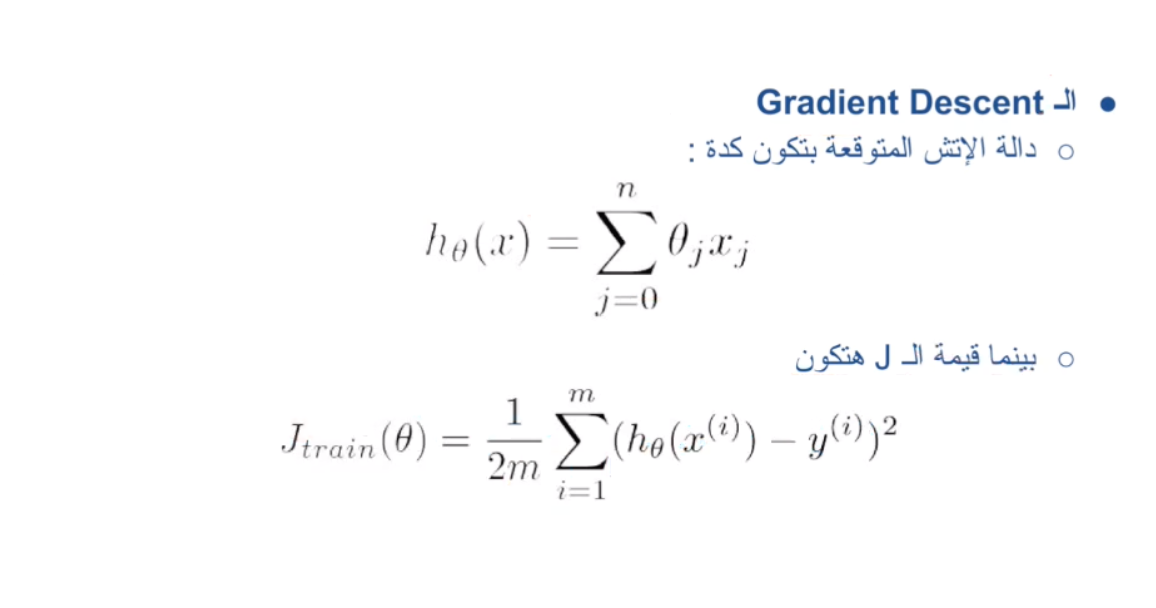 ● الـ Gradient Descent
○ دالة الإتش المتوقعة بتكون كدة :
$h_\theta(x) = \sum_{j=0}^{n} \theta_j x_j$
○ بينما قيمة الـ J هتكون
$J_{train}(\theta) = \frac{1}{2m} \sum_{i=1}^{m} (h_\theta(x^{(i)}) - y^{(i)})^2$